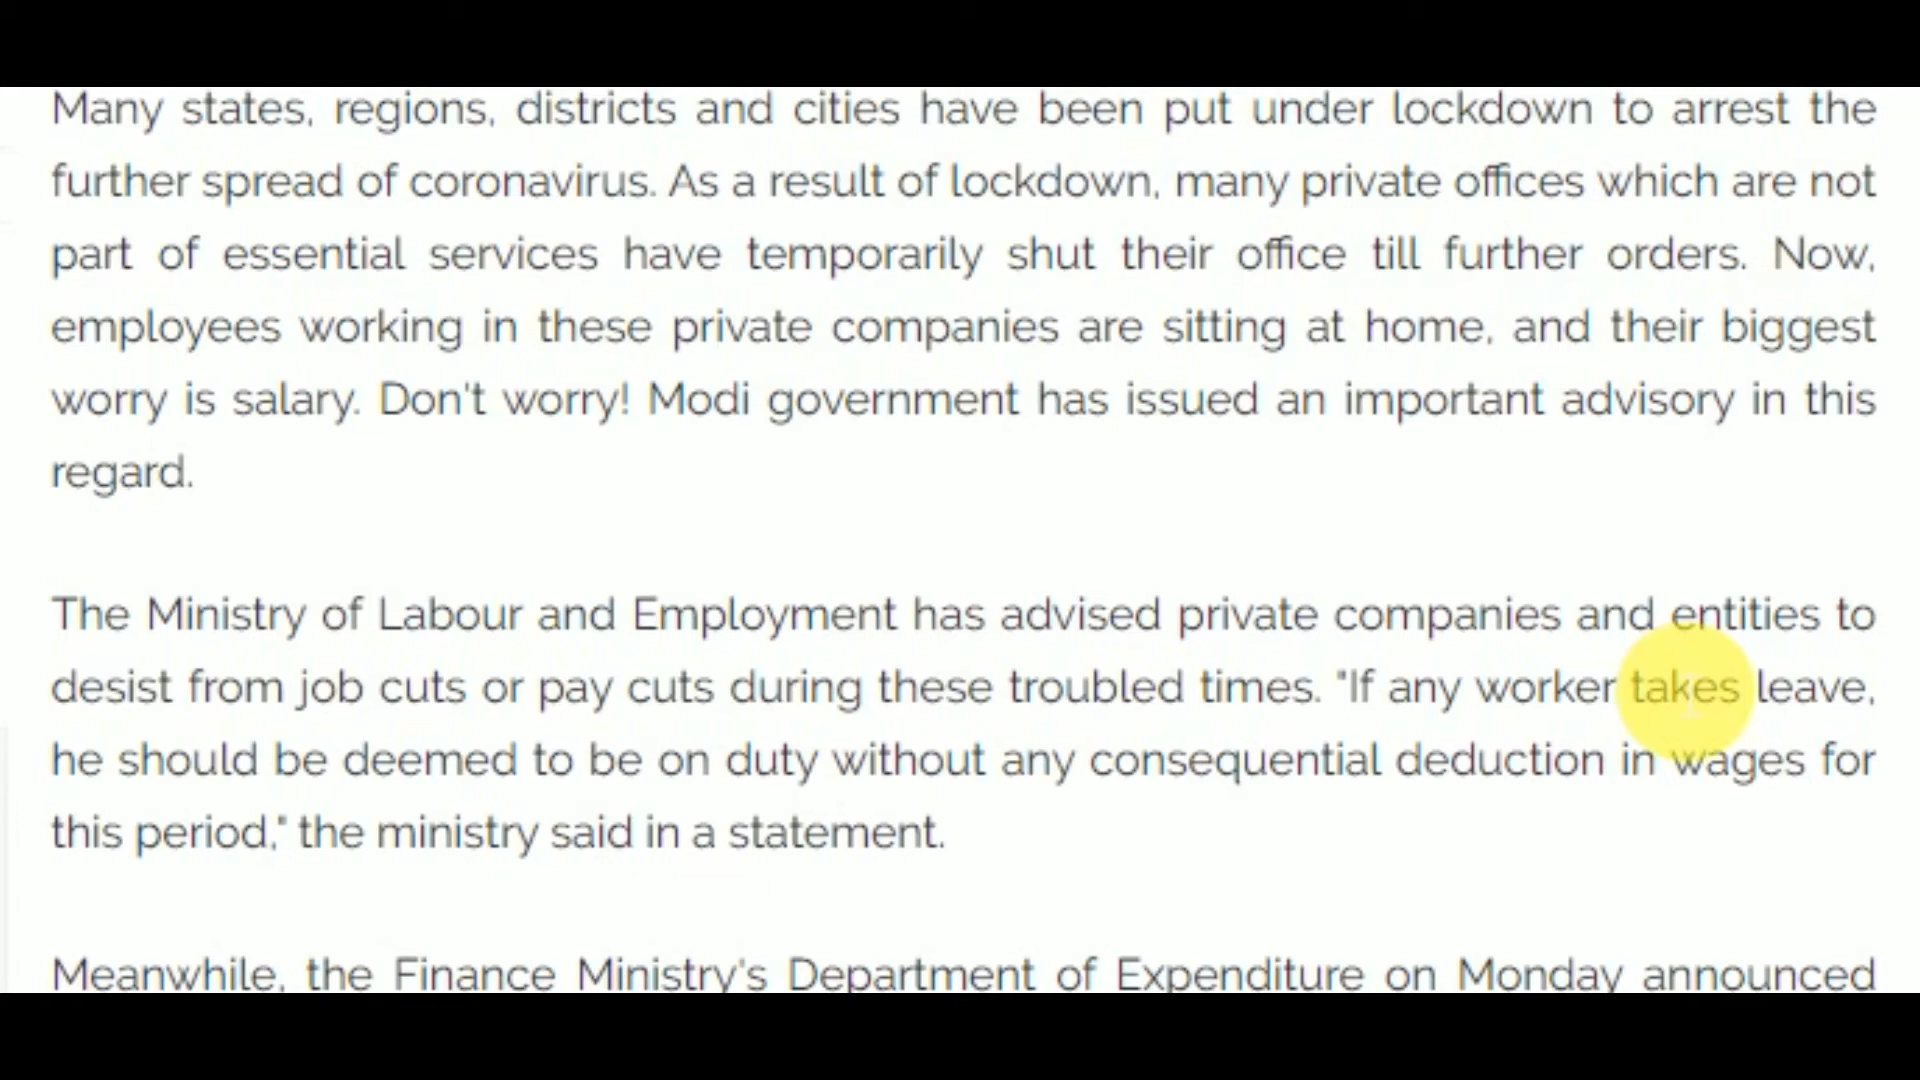 Many states, regions, districts and cities have been put under lockdown to arrest the
further spread of coronavirus. As a result of lockdown, many private offices which are not
part of essential services have temporarily shut their office till further orders. Now,
employees working in these private companies are sitting at home, and their biggest
worry is salary. Don't worry! Modi government has issued an important advisory in this
regard.
The Ministry of Labour and Employment has advised private companies and entities to
desist from job cuts or pay cuts during these troubled times. "If any worker takes leave,
he should be deemed to be on duty without any consequential deduction in wages for
this period," the ministry said in a statement.
Meanwhile, the Finance Ministry's Department of Expenditure on Monday announced